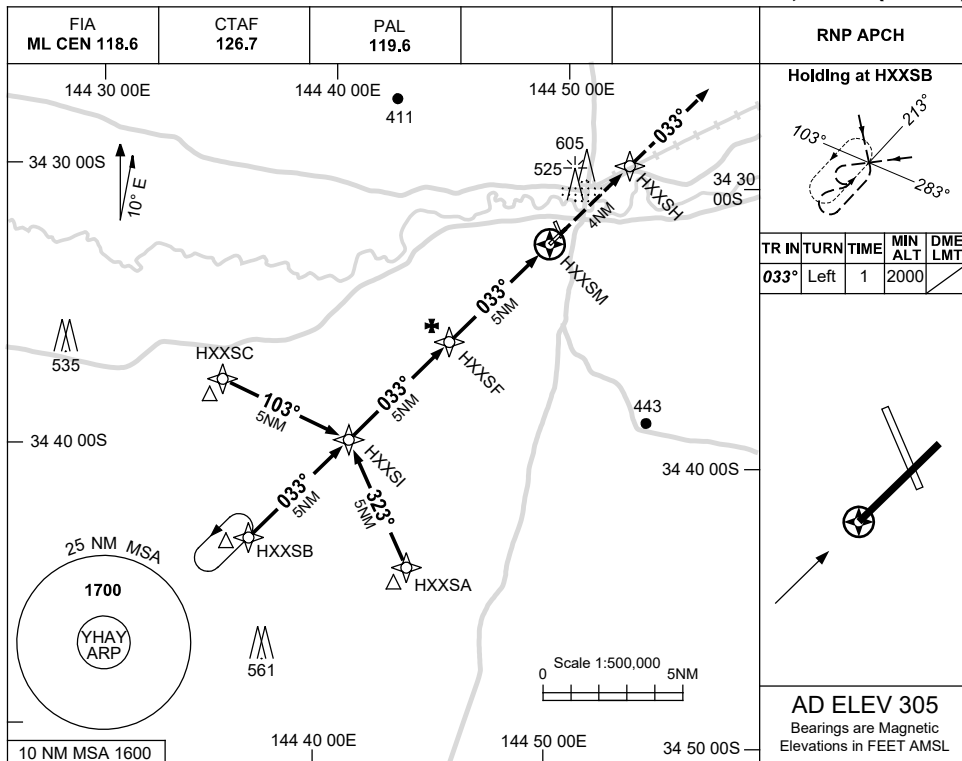 FIA
ML CEN 118.6
CTAF
126.7
PAL
119.6
RNP APCH
144 30 00E
144 40 00E
144 50 00E
411
34 30 00S
10° E
605
525
033°
HXXSH
34 30
00S
4NM
HXXSM
033°
5NM
535
HXXSC
HXXSF
103°
5NM
033°
5NM
443
34 40 00S
HXXSI
34 40 00S
033°
5NM
323°
5NM
HXXSB
HXXSA
25 NM MSA
1700
YHAY
ARP
561
Scale 1:500,000
0
5NM
10 NM MSA 1600
144 40 00E
144 50 00E
34 50 00S
Holding at HXXSB
213°
103°
283°
TR IN TURN TIME MIN ALT DME LMT
033° Left 1 2000
AD ELEV 305
Bearings are Magnetic
Elevations in FEET AMSL